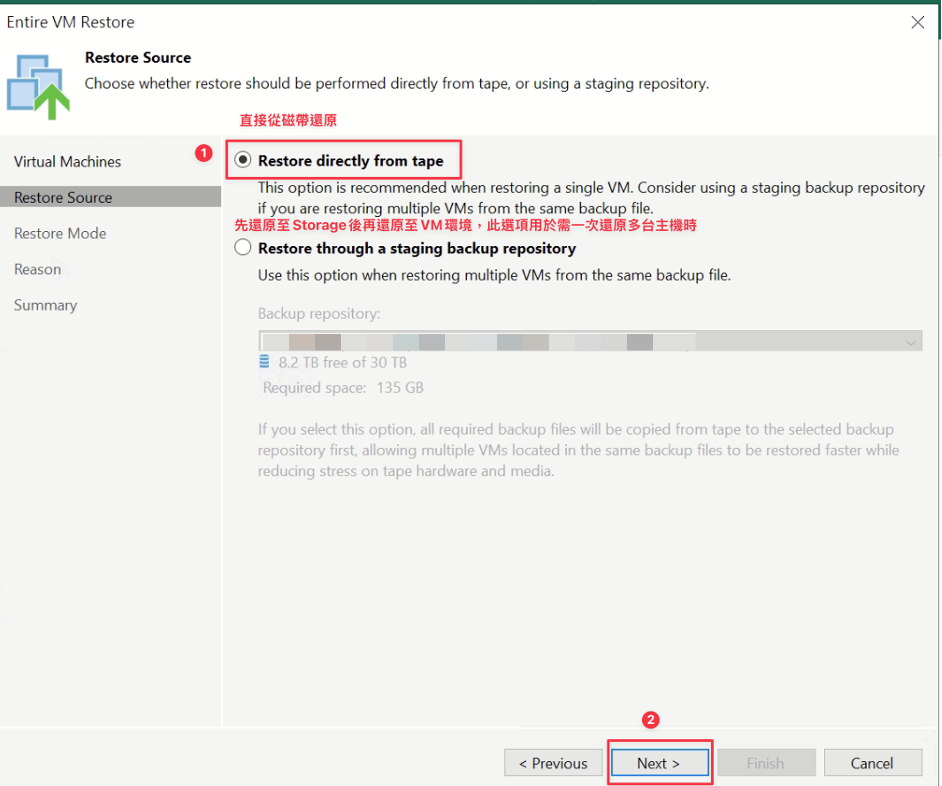 Entire VM Restore
Restore Source
Choose whether restore should be performed directly from tape, or using a staging repository.
直接從磁帶還原
Virtual Machines
Restore Source
Restore Mode
Reason
Summary
1
Restore directly from tape
This option is recommended when restoring a single VM. Consider using a staging backup repository
if you are restoring multiple VMs from the same backup file.
先還原至 Storage 後再還原至 VM 環境,此選項用於需一次還原多台主機時
Restore through a staging backup repository
Use this option when restoring multiple VMs from the same backup file.
Backup repository:
8.2 TB free of 30 TB
Required space: 135 GB
If you select this option, all required backup files will be copied from tape to the selected backup
repository first, allowing multiple VMs located in the same backup files to be restored faster while
reducing stress on tape hardware and media.
2
< Previous
Next >
Finish
Cancel